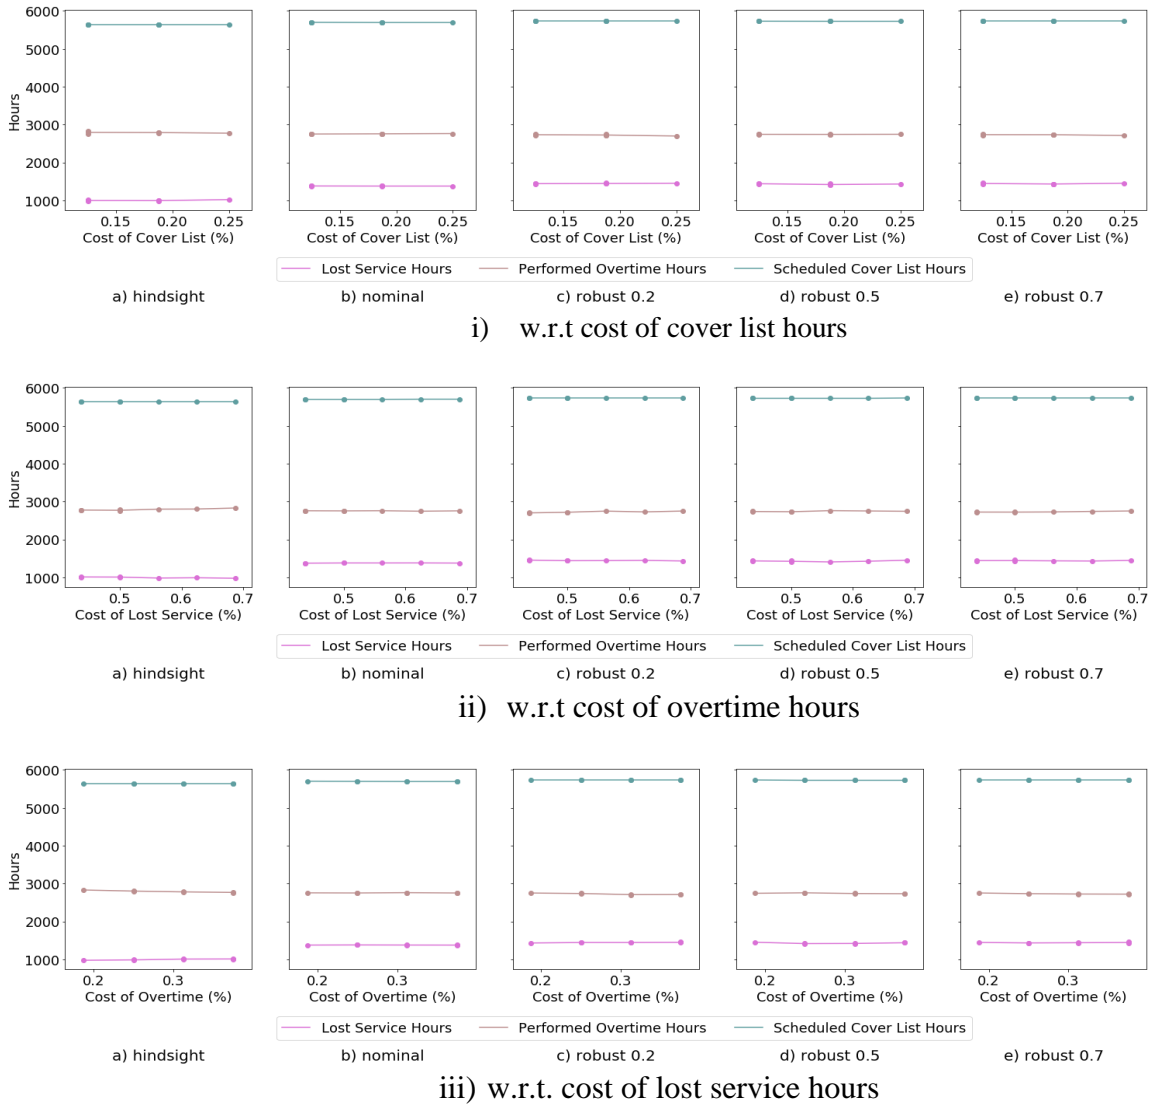 6000
5000
4000
3000
2000
1000
Hours
0.15 0.20 0.25 0.15 0.20 0.25 0.15 0.20 0.25 0.15 0.20 0.25 0.15 0.20 0.25
Cost of Cover List (%) Cost of Cover List (%) Cost of Cover List (%) Cost of Cover List (%) Cost of Cover List (%)
Lost Service Hours Performed Overtime Hours Scheduled Cover List Hours
a) hindsight b) nominal c) robust 0.2 d) robust 0.5 e) robust 0.7
i) w.r.t cost of cover list hours
6000
5000
4000
3000
2000
1000
Hours
0.5 0.6 0.7 0.5 0.6 0.7 0.5 0.6 0.7 0.5 0.6 0.7 0.5 0.6 0.7
Cost of Lost Service (%) Cost of Lost Service (%) Cost of Lost Service (%) Cost of Lost Service (%) Cost of Lost Service (%)
Lost Service Hours Performed Overtime Hours Scheduled Cover List Hours
a) hindsight b) nominal c) robust 0.2 d) robust 0.5 e) robust 0.7
ii) w.r.t cost of overtime hours
6000
5000
4000
3000
2000
1000
Hours
0.2 0.3 0.2 0.3 0.2 0.3 0.2 0.3 0.2 0.3
Cost of Overtime (%) Cost of Overtime (%) Cost of Overtime (%) Cost of Overtime (%) Cost of Overtime (%)
Lost Service Hours Performed Overtime Hours Scheduled Cover List Hours
a) hindsight b) nominal c) robust 0.2 d) robust 0.5 e) robust 0.7
iii) w.r.t. cost of lost service hours